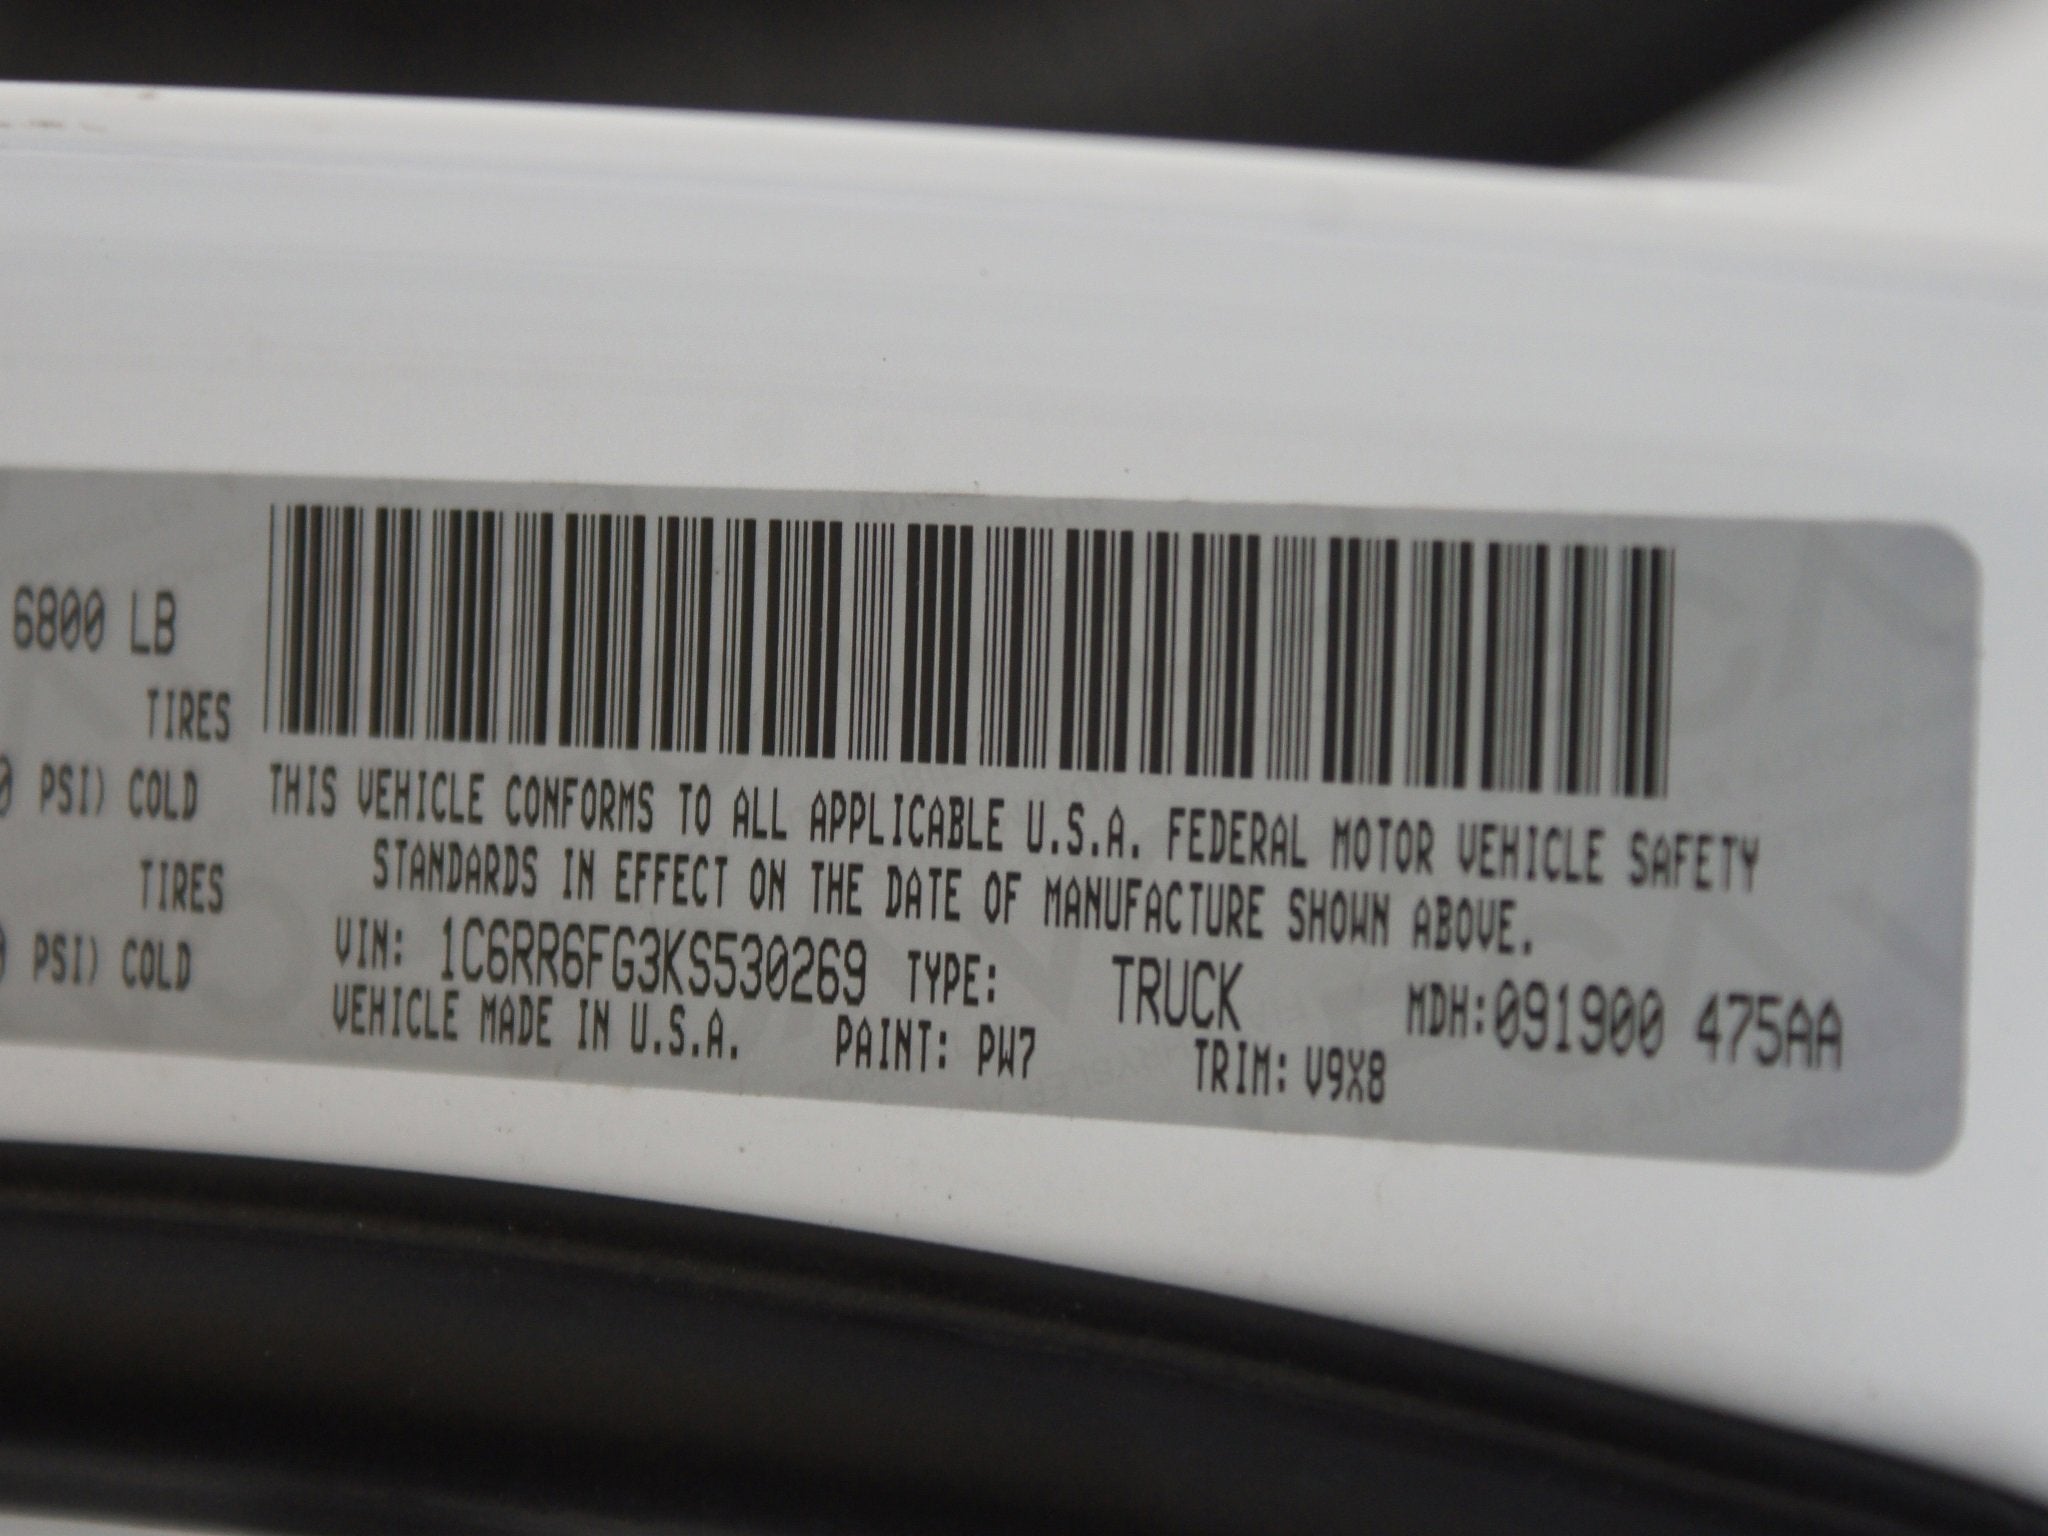 6800 LB
TIRES
PSI) COLD
TIRES
PSI) COLD
THIS VEHICLE CONFORMS TO ALL APPLICABLE U.S.A. FEDERAL MOTOR VEHICLE SAFETY
STANDARDS IN EFFECT ON THE DATE OF MANUFACTURE SHOWN ABOVE.
VIN: 1C6RR6FG3KS530269 TYPE: TRUCK MDH:091900 475AA
VEHICLE MADE IN U.S.A. PAINT: PW7 TRIM: V9X8